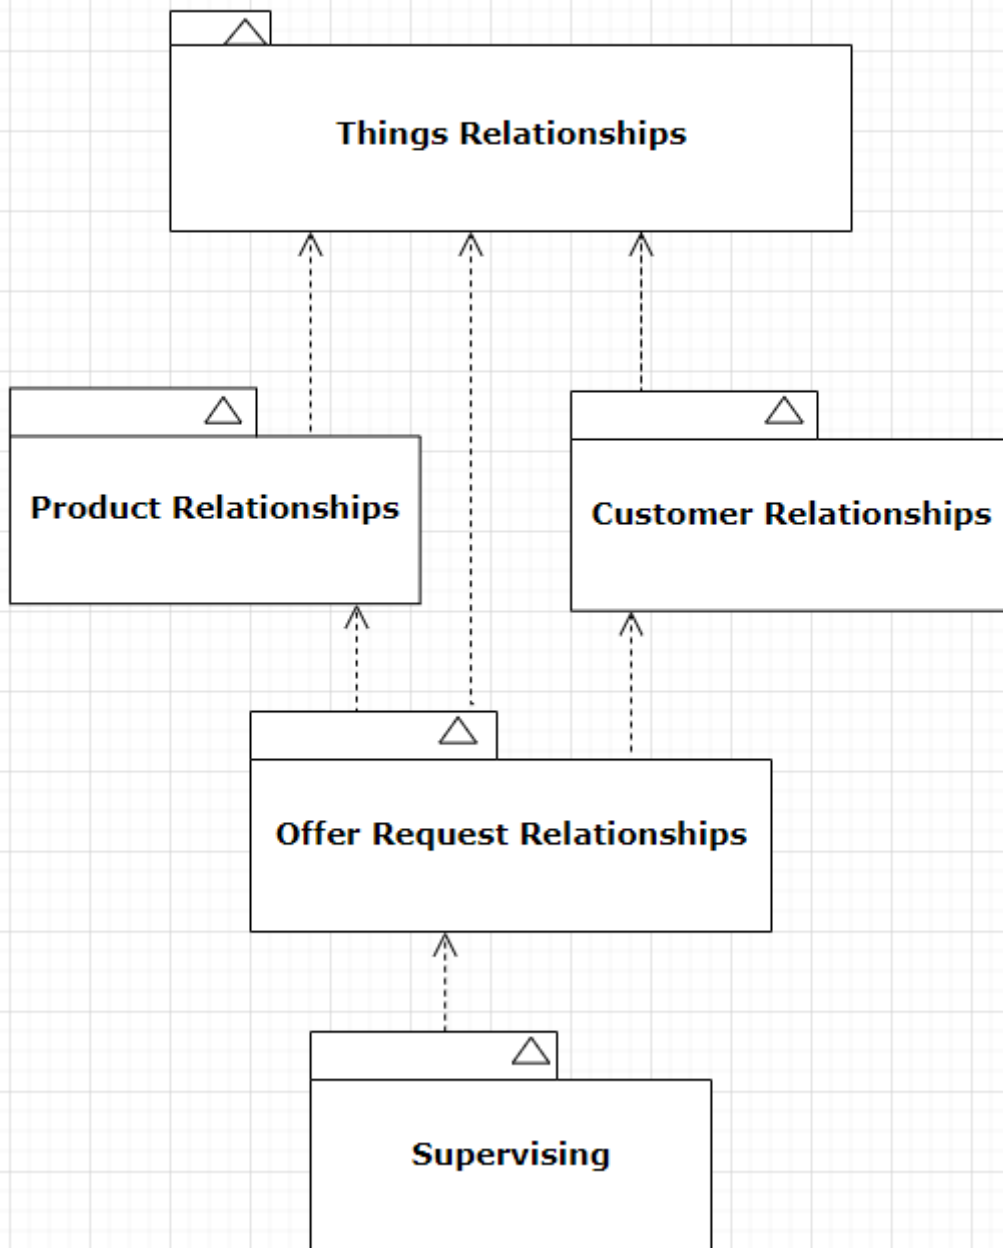 Things Relationships
Product Relationships
Customer Relationships
Offer Request Relationships
Supervising